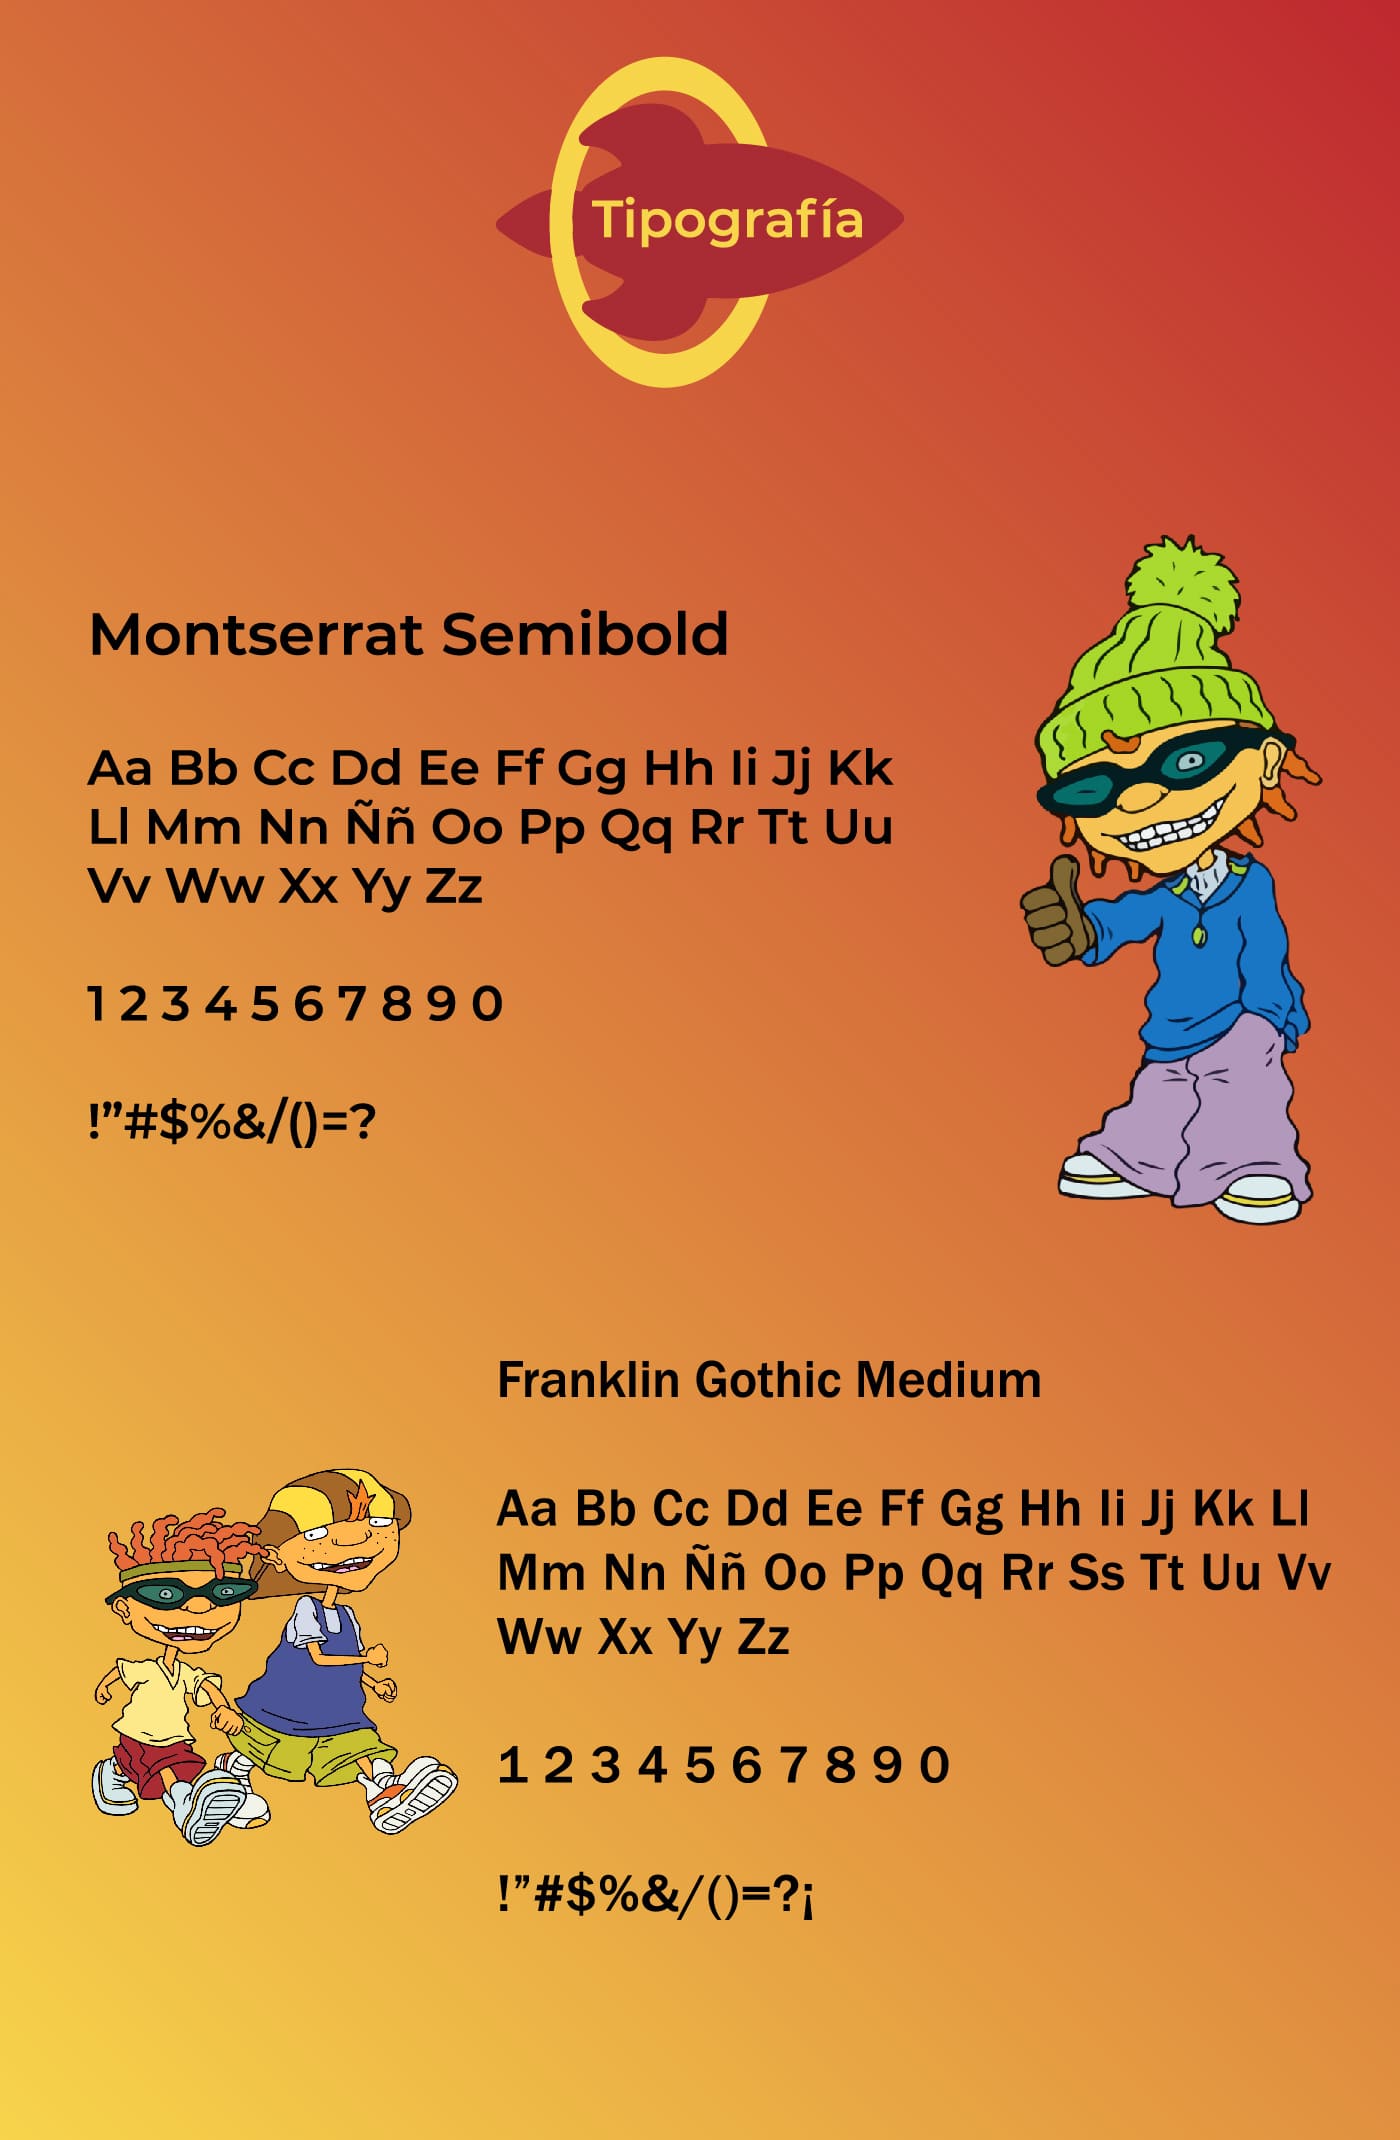 Tipografía
Montserrat Semibold
Aa Bb Cc Dd Ee Ff Gg Hh Ii Jj Kk
Ll Mm Nn Ññ Oo Pp Qq Rr Tt Uu
Vv Ww Xx Yy Zz
1 2 3 4 5 6 7 8 9 0
!”#$%&/()=?
Franklin Gothic Medium
Aa Bb Cc Dd Ee Ff Gg Hh Ii Jj Kk Ll
Mm Nn Ññ Oo Pp Qq Rr Ss Tt Uu Vv
Ww Xx Yy Zz
1 2 3 4 5 6 7 8 9 0
!”#$%&/()=?¡